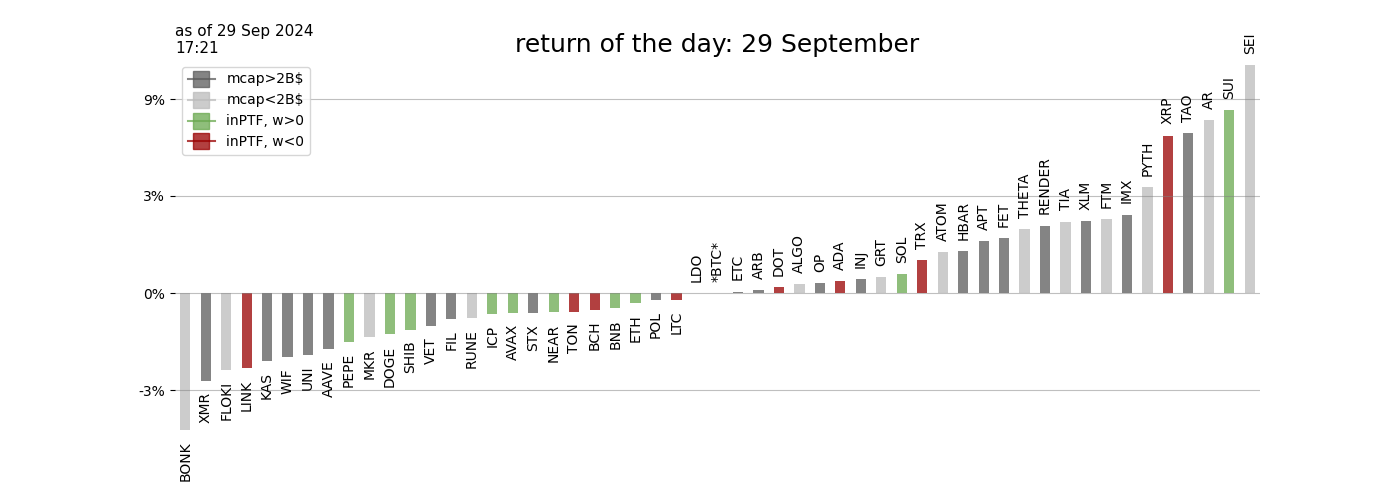 as of 29 Sep 2024
17:21
return of the day: 29 September
mcap>2B$
mcap<2B$
inPTF, w>0
inPTF, w<0
9%
3%
0%
-3%
BONK
XMR
FLOKI
LINK
KAS
WIF
UNI
AAVE
PEPE
MKR
DOGE
SHIB
VET
FIL
RUNE
ICP
AVAX
STX
NEAR
TON
BCH
BNB
ETH
POL
LTC
LDO
*BTC*
ETC
ARB
DOT
ALGO
OP
ADA
INJ
GRT
SOL
TRX
ATOM
HBAR
APT
FET
THETA
RENDER
TIA
XLM
FTM
IMX
PYTH
XRP
TAO
AR
SUI
SEI